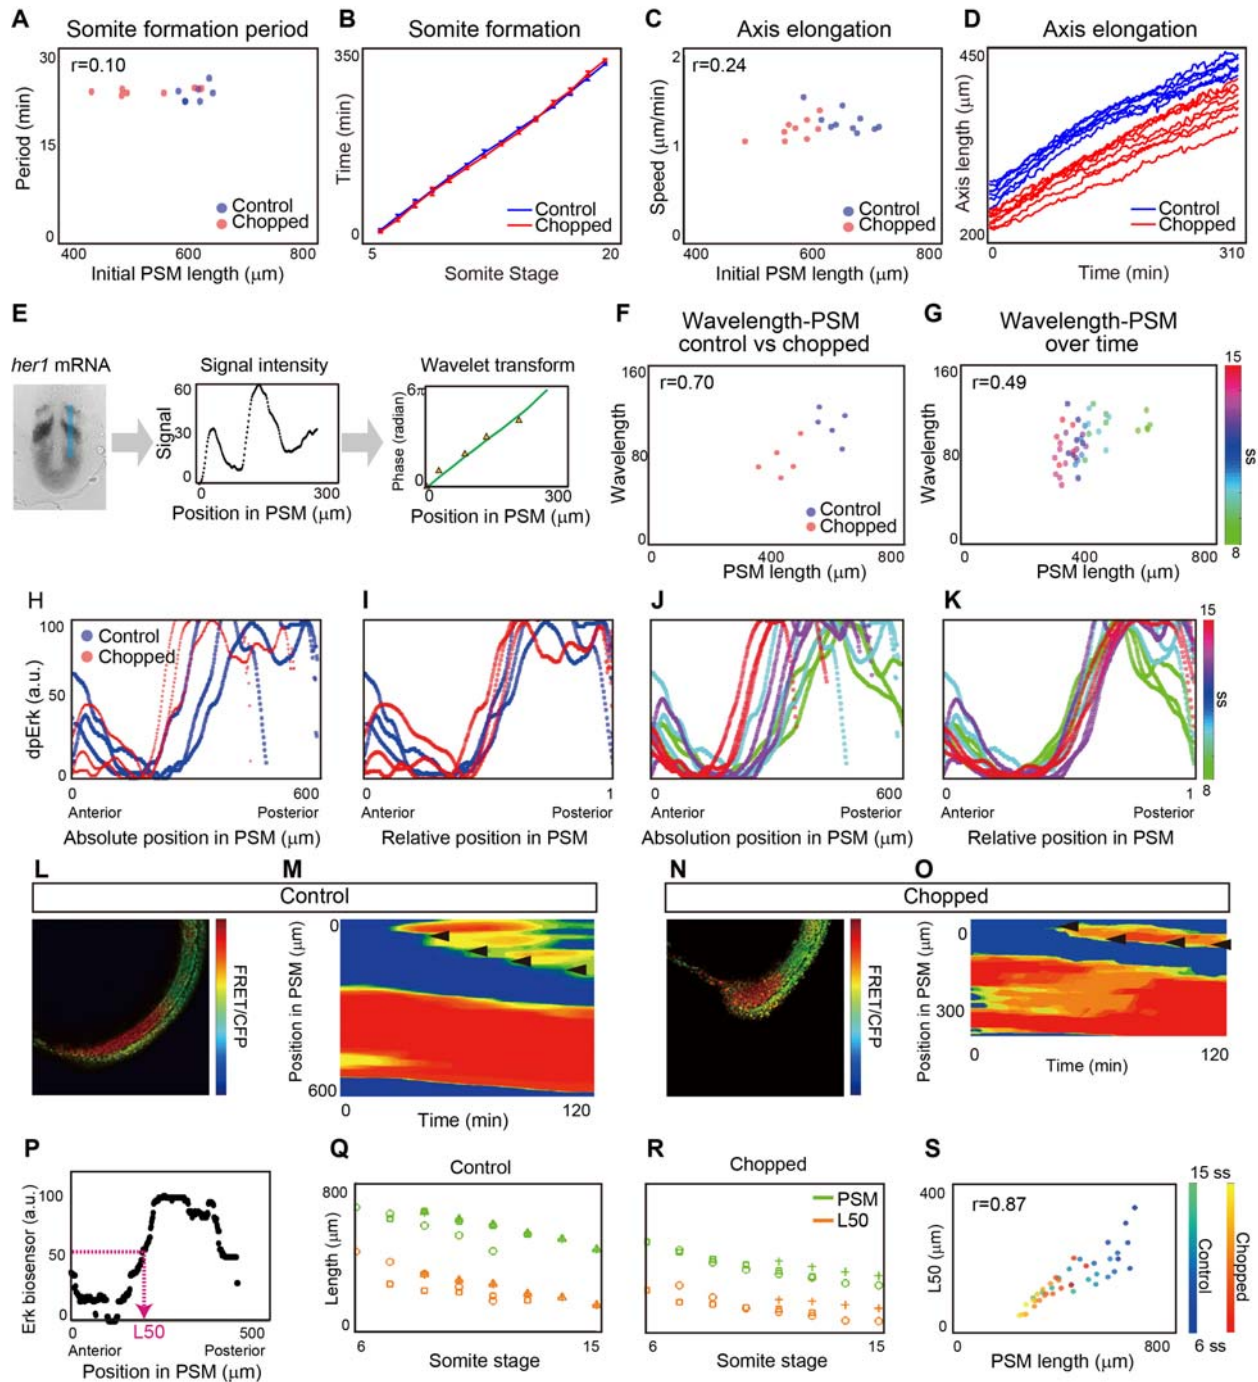 A
Somite formation period
r=0.10
30
15
0
Period (min)
400
600
800
Initial PSM length (μm)
Control
Chopped
B
Somite formation
350
0
Time (min)
5
20
Somite Stage
Control
Chopped
C
Axis elongation
r=0.24
2
1
0
Speed (μm/min)
400
600
800
Initial PSM length (μm)
Control
Chopped
D
Axis elongation
450
200
Axis length (μm)
0
310
Time (min)
Control
Chopped
E
her1 mRNA
Signal intensity
60
30
0
Signal
0
300
Position in PSM (μm)
Wavelet transform
6π
0
Phase (radian)
0
300
Position in PSM (μm)
F
Wavelength-PSM
control vs chopped
r=0.70
160
80
0
Wavelength
0
400
800
PSM length (μm)
Control
Chopped
G
Wavelength-PSM
over time
r=0.49
160
80
0
Wavelength
0
400
800
PSM length (μm)
15
ss
8
H
Control
Chopped
100
50
0
dpErk (a.u.)
0
600
Anterior
Posterior
Absolute position in PSM (μm)
I
0
1
Anterior
Posterior
Relative position in PSM
J
0
600
Anterior
Posterior
Absolution position in PSM (μm)
K
0
1
Anterior
Posterior
Relative position in PSM
15
ss
8
L
M
Control
FRET/CFP
0
600
Position in PSM (μm)
0
120
Time (min)
N
O
Chopped
FRET/CFP
0
300
Position in PSM (μm)
0
120
Time (min)
P
100
50
0
Erk biosensor (a.u.)
L50
0
500
Anterior
Posterior
Position in PSM (μm)
Q
Control
800
0
Length (μm)
6
15
Somite stage
R
Chopped
PSM
L50
6
15
Somite stage
S
r=0.87
400
0
L50 (μm)
0
800
PSM length (μm)
15 ss
Control
Chopped
6 ss